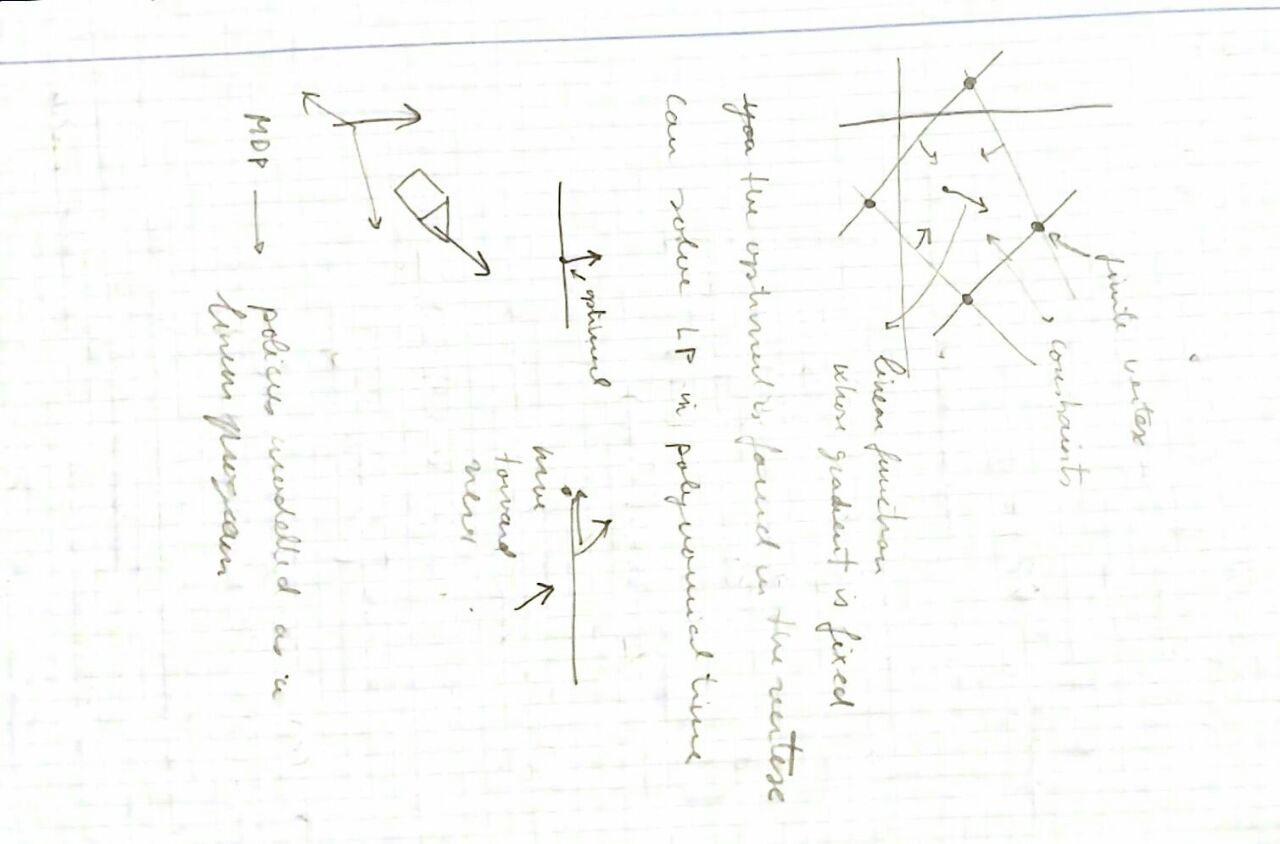 finite vertex
constraints
linear function
whose gradient is fixed
you the optimal is found in the vertex
can solve LP in polynomial time
optimal
move
toward
MDP
policies modelled as a
linear program